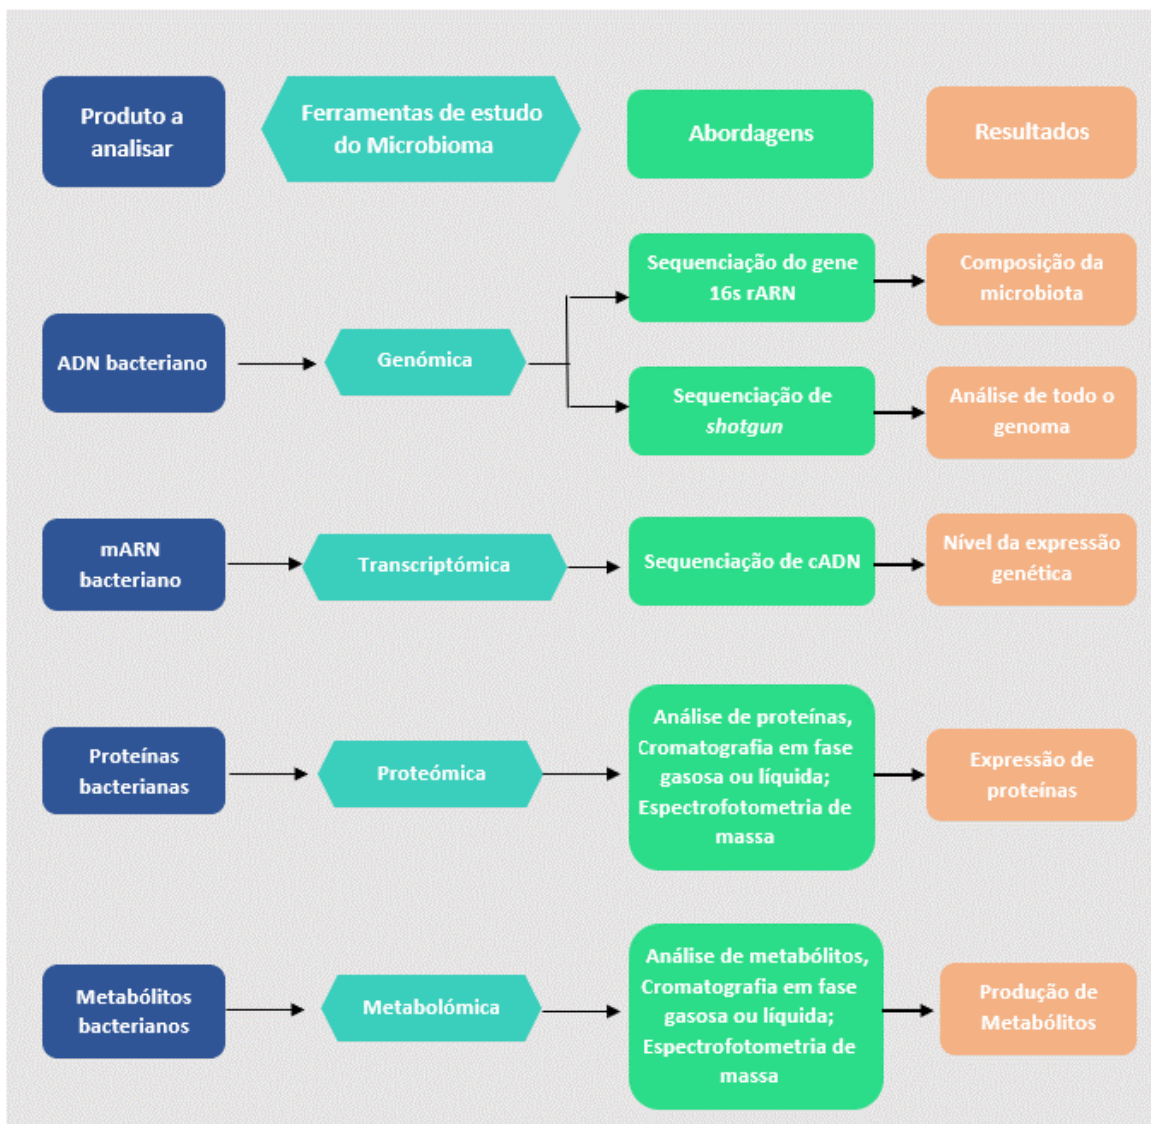 Produto a
analisar
Ferramentas de estudo
do Microbioma
Abordagens
Resultados
ADN bacteriano
Genómica
Sequenciação do gene
16s rARN
Composição da
microbiota
Sequenciação de
shotgun
Análise de todo o
genoma
mARN
bacteriano
Transcriptómica
Sequenciação de cADN
Nível da expressão
genética
Proteínas
bacterianas
Proteómica
Análise de proteínas,
Cromatografia em fase
gasosa ou líquida;
Espectrofotometria de
massa
Expressão de
proteínas
Metabólitos
bacterianos
Metabolómica
Análise de metabólitos,
Cromatografia em fase
gasosa ou líquida;
Espectrofotometria de
massa
Produção de
Metabólitos